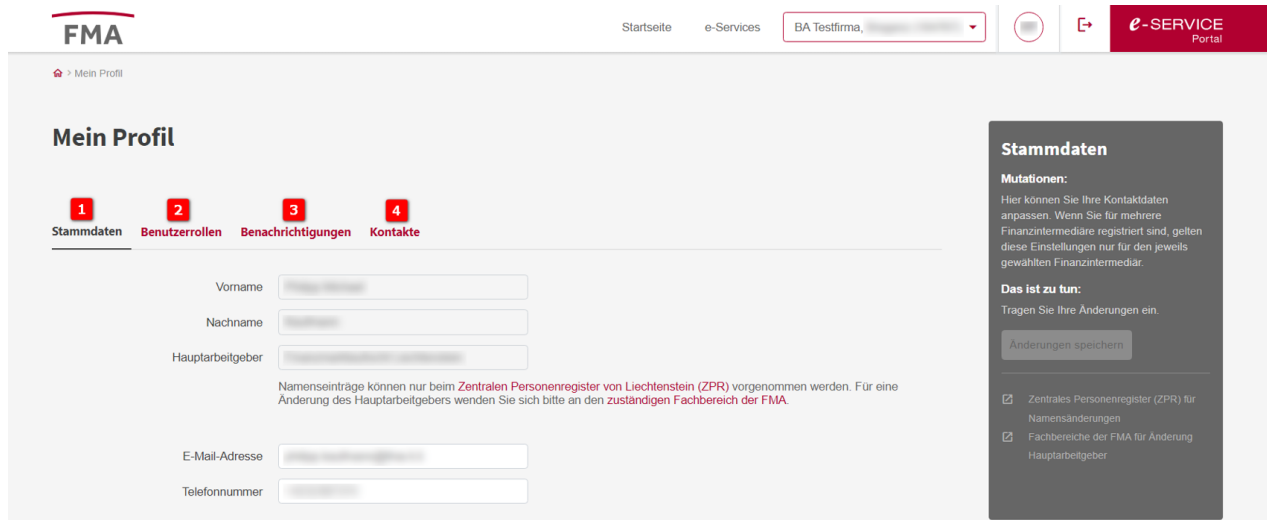 FMA
Startseite
e-Services
BA Testfirma,
e-SERVICE
Portal
> Mein Profil
Mein Profil
1
2
3
4
Stammdaten
Benutzerrollen
Benachrichtigungen
Kontakte
Vorname
Nachname
Hauptarbeitgeber
Namenseinträge können nur beim Zentralen Personenregister von Liechtenstein (ZPR) vorgenommen werden. Für eine
Änderung des Hauptarbeitgebers wenden Sie sich bitte an den zuständigen Fachbereich der FMA.
E-Mail-Adresse
Telefonnummer
Stammdaten
Mutationen:
Hier können Sie Ihre Kontaktdaten
anpassen. Wenn Sie für mehrere
Finanzintermediäre registriert sind, gelten
diese Einstellungen nur für den jeweils
gewählten Finanzintermediär.
Das ist zu tun:
Tragen Sie Ihre Änderungen ein.
Änderungen speichern
Zentrales Personenregister (ZPR) für
Namensänderungen
Fachbereiche der FMA für Änderung
Hauptarbeitgeber